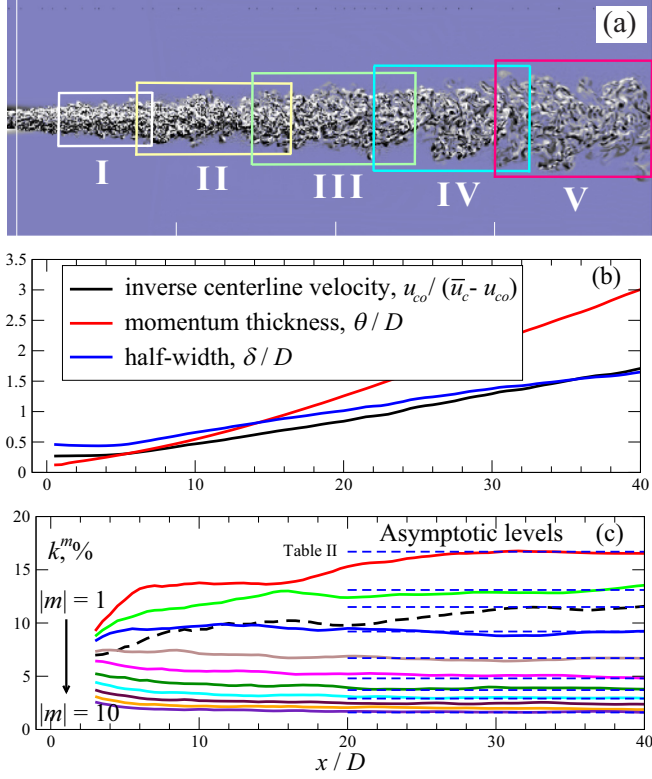 (a)
I II III IV V
(b)
3.5
3
2.5
2
1.5
1
0.5
0
inverse centerline velocity, u_co / (u̅_c - u_co)
momentum thickness, θ / D
half-width, δ / D
0 10 20 30 40
(c)
20
15
10
5
0
k^m, %
Table II
Asymptotic levels
|m| = 1
|m| = 10
0 10 20 30 40
x / D